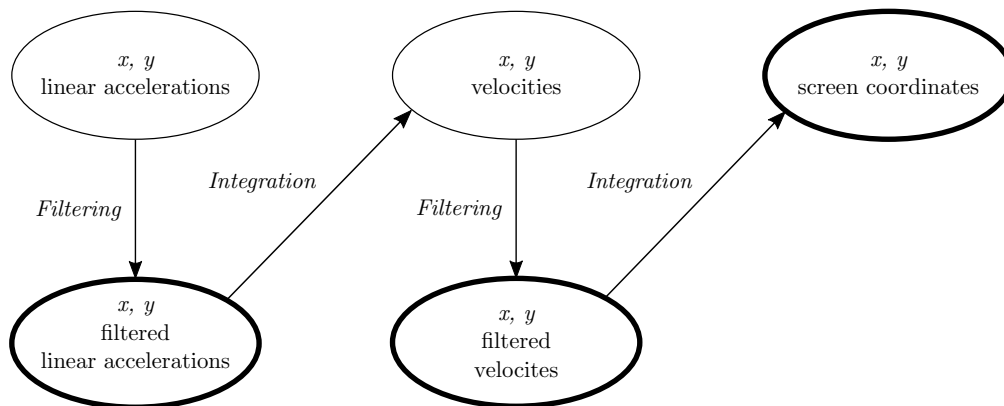 x, y
linear accelerations
x, y
velocities
x, y
screen coordinates
Integration
Integration
Filtering
Filtering
x, y
filtered
linear accelerations
x, y
filtered
velocites